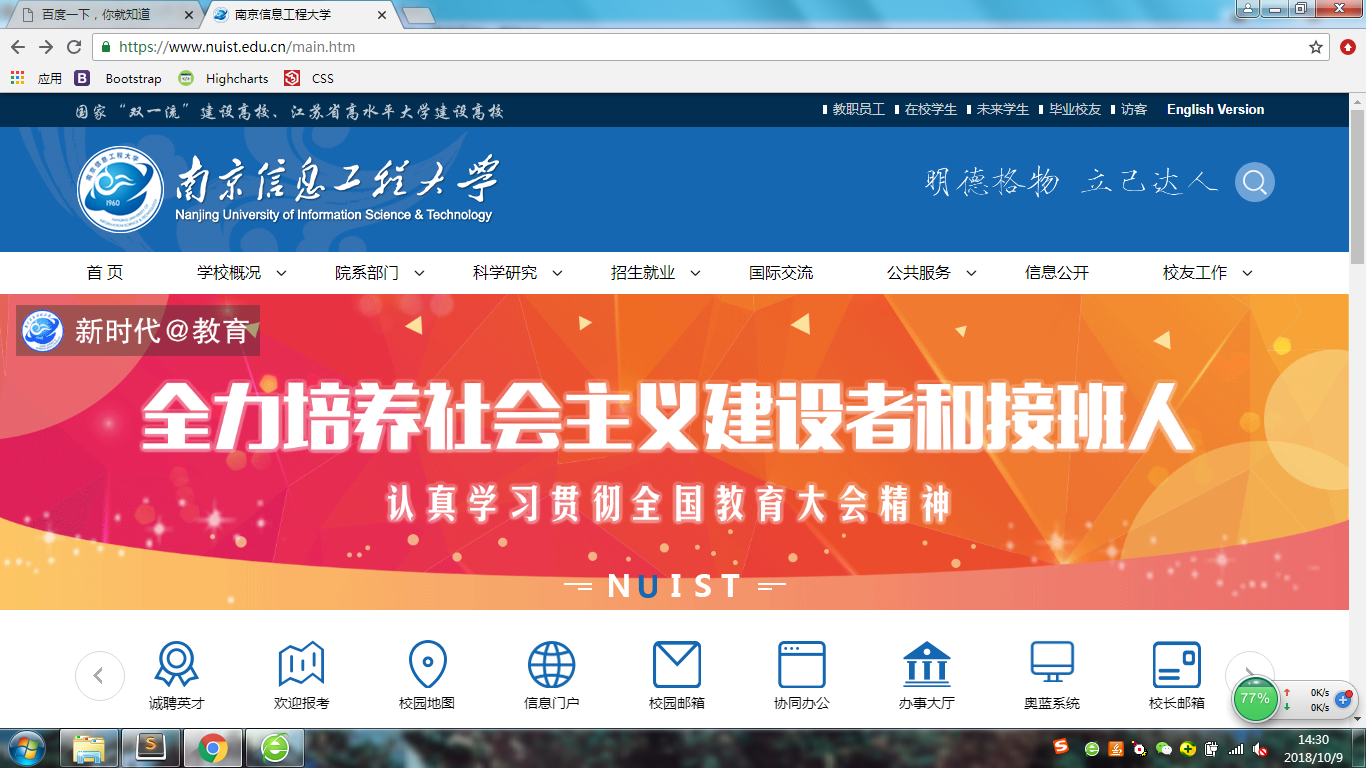 百度一下，你就知道
南京信息工程大学
https://www.nuist.edu.cn/main.htm
应用 Bootstrap Highcharts CSS
国家“双一流”建设高校、江苏省高水平大学建设高校
教职员工 在校学生 未来学生 毕业校友 访客 English Version
南京信息工程大学
Nanjing University of Information Science & Technology
1960
明德格物 立己达人
首 页 学校概况 院系部门 科学研究 招生就业 国际交流 公共服务 信息公开 校友工作
新时代@教育
全力培养社会主义建设者和接班人
认真学习贯彻全国教育大会精神
NUIST
诚聘英才 欢迎报考 校园地图 信息门户 校园邮箱 协同办公 办事大厅 奥蓝系统 校长邮箱
77%
0K/s
0K/s
14:30
2018/10/9